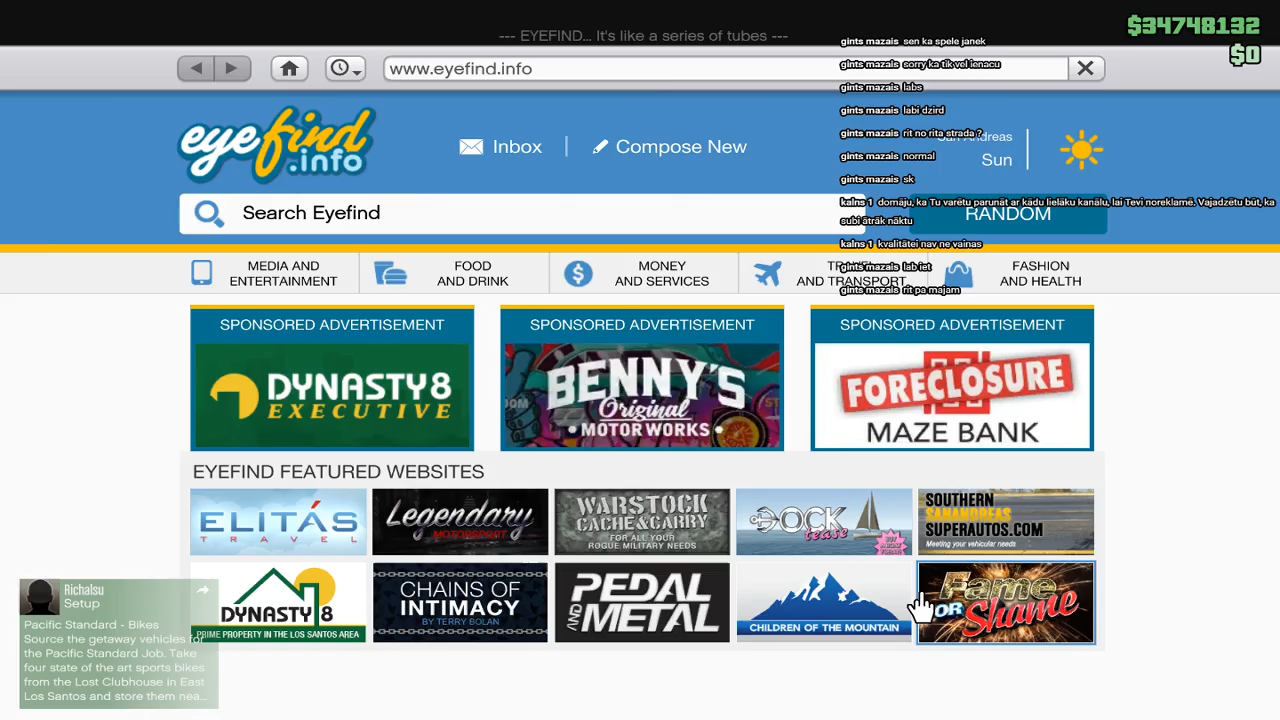 $34748132
--- EYEFIND... It's like a series of tubes ---
$0
gints mazais sen ka spele janek
www.eyefind.info
gints mazais sorry ka tik vel ienacu
gints mazais labs
gints mazais labi dzird
gints mazais rit no rita strada ?
gints mazais normal
gints mazais sk
kalns 1 domāju, ka Tu varētu parunāt ar kādu lielāku kanālu, lai Tevi noreklamē. Vajadzētu būt, ka
subi ātrāk nāktu
kalns 1 kvalitātei nav ne vainas
gints mazais lab iet
gints mazais rit pa majam
eyefind
.info
Inbox
Compose New
Andreas
Sun
Search Eyefind
RANDOM
MEDIA AND
ENTERTAINMENT
FOOD
AND DRINK
MONEY
AND SERVICES
AND TRANSPORT
FASHION
AND HEALTH
SPONSORED ADVERTISEMENT
SPONSORED ADVERTISEMENT
SPONSORED ADVERTISEMENT
DYNASTY8
EXECUTIVE
BENNY'S
Original
MOTORWORKS
FORECLOSURE
MAZE BANK
EYEFIND FEATURED WEBSITES
ELITÁS
TRAVEL
Legendary
MOTORSPORT
WARSTOCK
CACHE & CARRY
FOR ALL YOUR
ROGUE MILITARY NEEDS
DOCK
tease
SOUTHERN
SANANDREAS
SUPERAUTOS.COM
Meeting your vehicular needs
DYNASTY 8
PRIME PROPERTY IN THE LOS SANTOS AREA
CHAINS OF
INTIMACY
BY TERRY BOLAN
PEDAL
AND METAL
CHILDREN OF THE MOUNTAIN
Fame
OR Shame
Richalsu
Setup
Pacific Standard - Bikes
Source the getaway vehicles for
the Pacific Standard Job. Take
four state of the art sports bikes
from the Lost Clubhouse in East
Los Santos and store them nea...